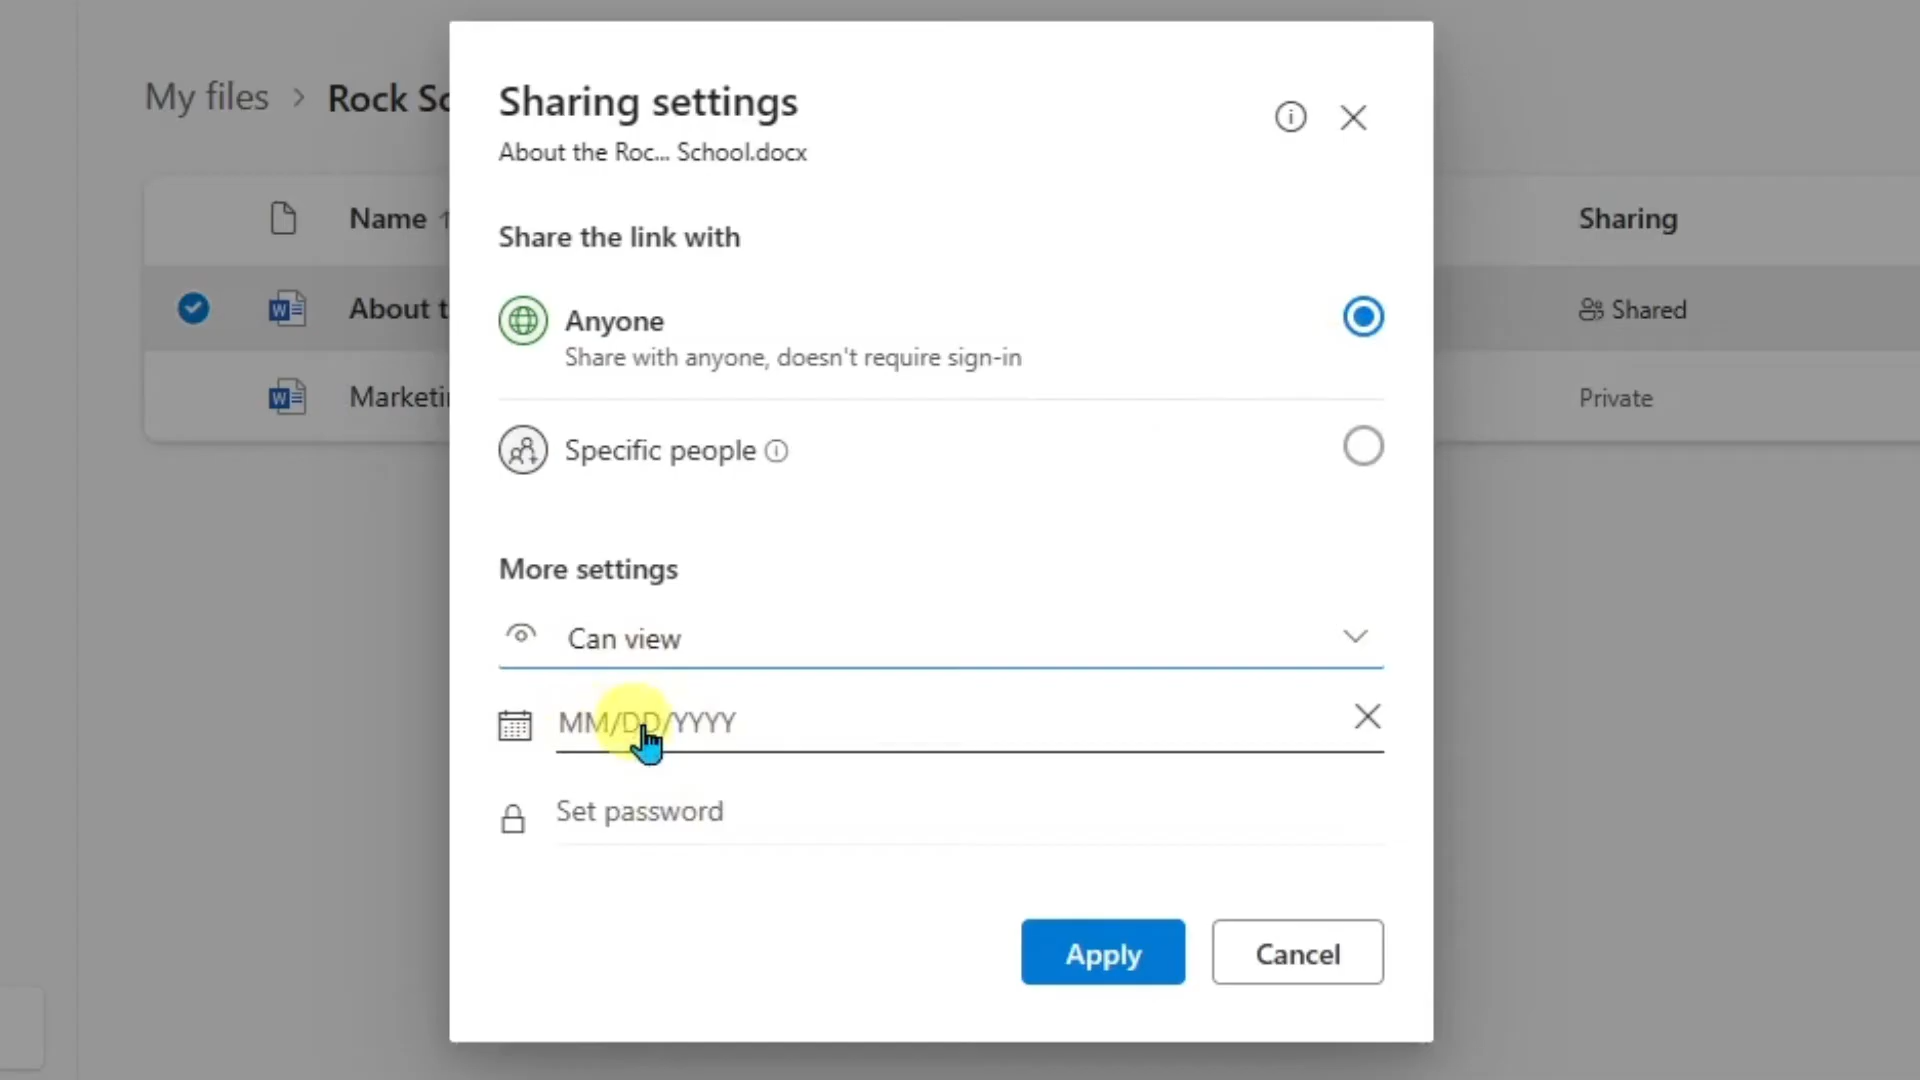 My files > Rock Sc
Name ↑
Sharing
About t
Shared
Marketi
Private
Sharing settings
About the Roc... School.docx
Share the link with
Anyone
Share with anyone, doesn't require sign-in
Specific people
More settings
Can view
MM/DD/YYYY
Set password
Apply
Cancel